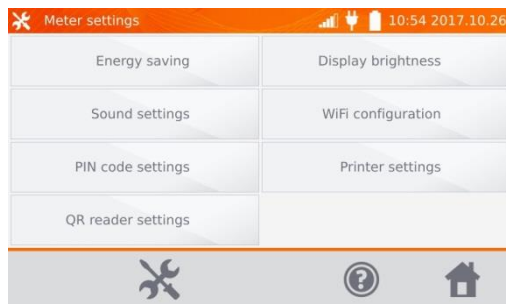 Meter settings 10:54 2017.10.26
Energy saving Display brightness
Sound settings WiFi configuration
PIN code settings Printer settings
QR reader settings
?